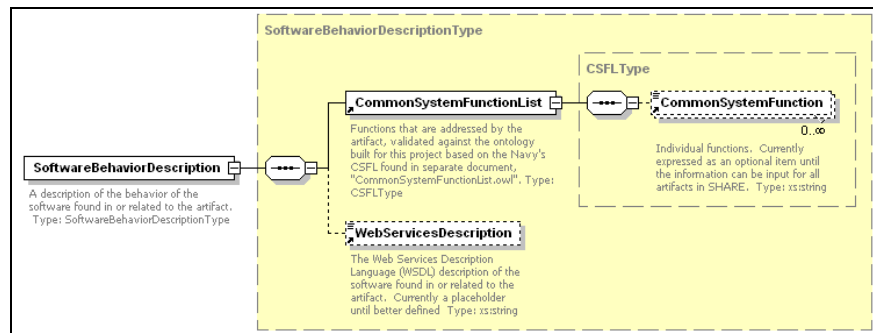 SoftwareBehaviorDescriptionType
CSFLType
CommonSystemFunctionList
CommonSystemFunction
0..∞
Functions that are addressed by the
artifact, validated against the ontology
built for this project based on the Navy's
CSFL found in separate document,
"CommonSystemFunctionList.owl". Type:
CSFLType
Individual functions. Currently
expressed as an optional item until
the information can be input for all
artifacts in SHARE. Type: xs:string
SoftwareBehaviorDescription
A description of the behavior of the
software found in or related to the artifact.
Type: SoftwareBehaviorDescriptionType
WebServicesDescription
The Web Services Description
Language (WSDL) description of the
software found in or related to the
artifact. Currently a placeholder
until better defined Type: xs:string